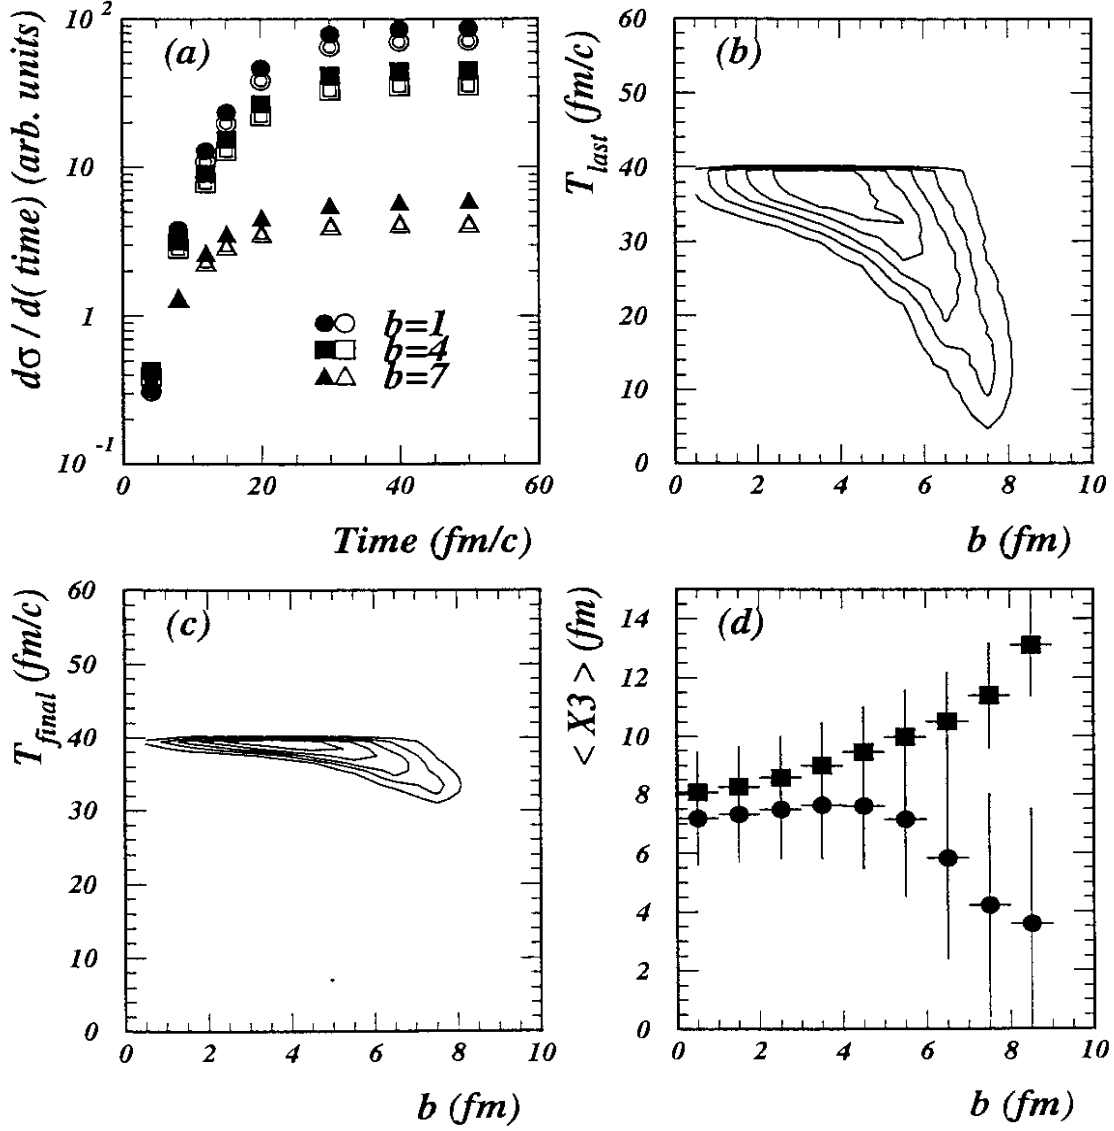 (a)
dσ / d( time) (arb. units)
10 2
10
1
10 -1
0 20 40 60
Time (fm/c)
b=1
b=4
b=7
(b)
T last (fm/c)
60
50
40
30
20
10
0
0 2 4 6 8 10
b (fm)
(c)
T final (fm/c)
60
50
40
30
20
10
0
0 2 4 6 8 10
b (fm)
(d)
< X3 > (fm)
14
12
10
8
6
4
2
0
0 2 4 6 8 10
b (fm)